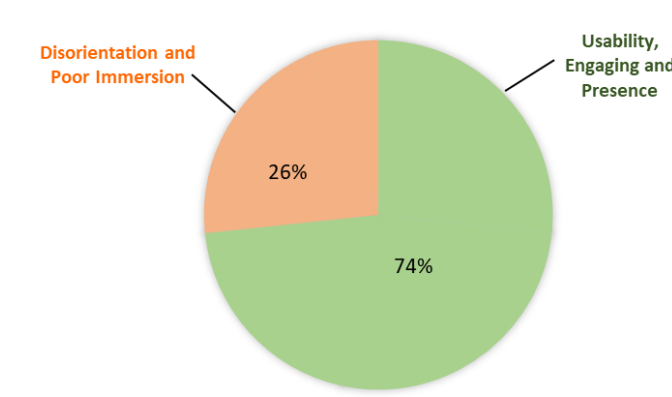 Disorientation and
Poor Immersion
Usability,
Engaging and
Presence
26%
74%